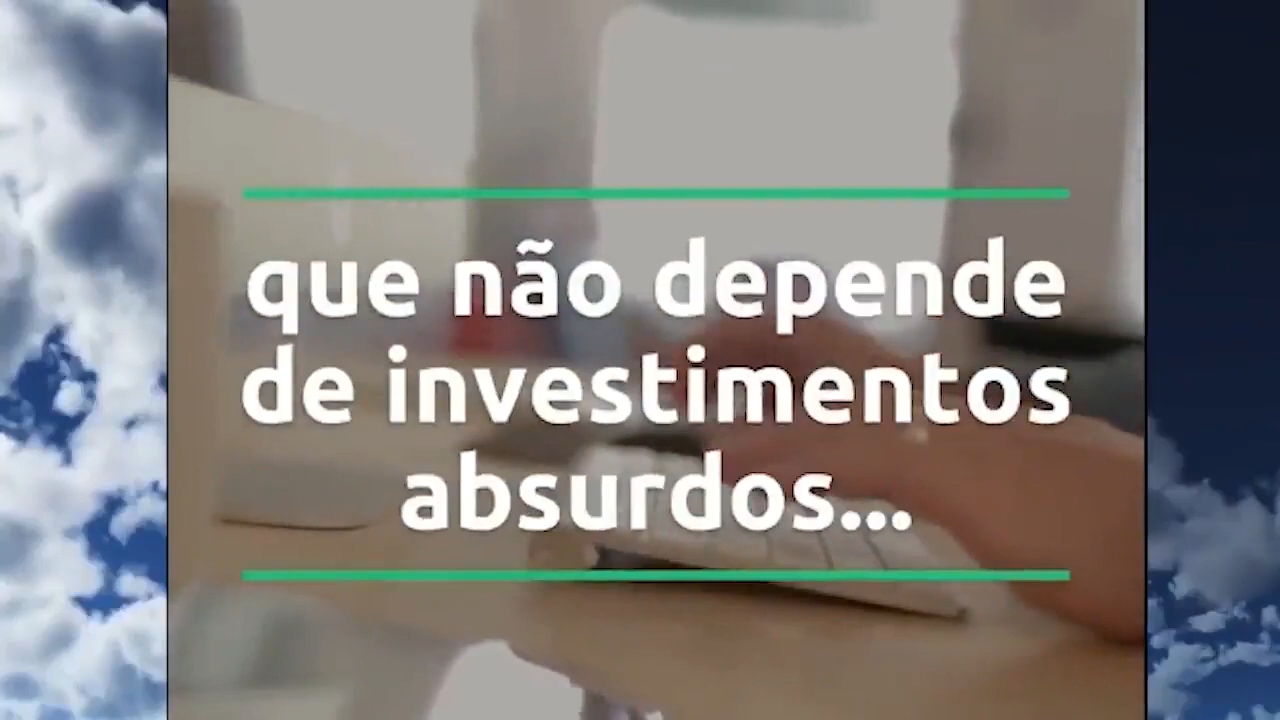 que não depende
de investimentos
absurdos...